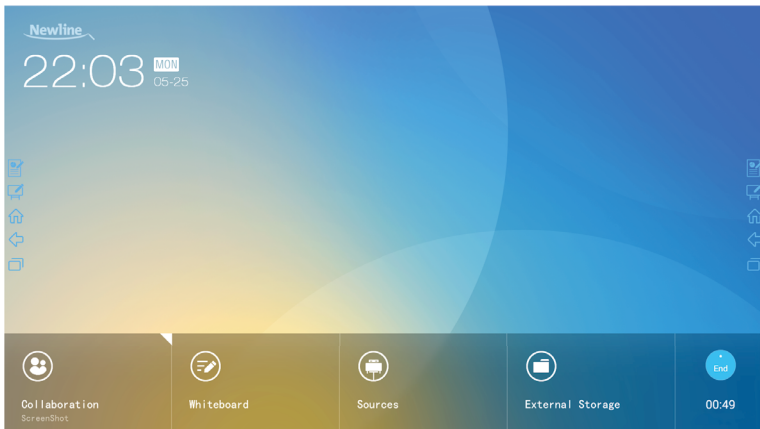 Newline
22:03 MON
05-25
Collaboration
ScreenShot
Whiteboard
Sources
External Storage
End
00:49